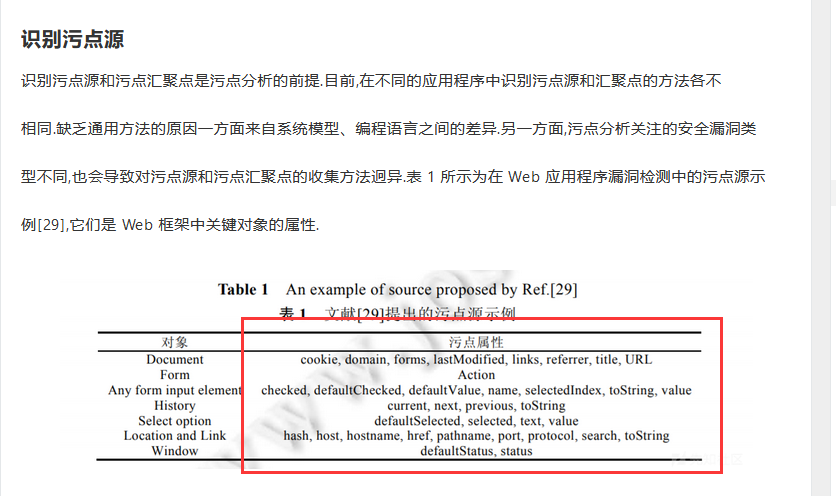 识别污点源
识别污点源和污点汇聚点是污点分析的前提.目前,在不同的应用程序中识别污点源和汇聚点的方法各不
相同.缺乏通用方法的原因一方面来自系统模型、编程语言之间的差异.另一方面,污点分析关注的安全漏洞类
型不同,也会导致对污点源和污点汇聚点的收集方法迥异.表 1 所示为在 Web 应用程序漏洞检测中的污点源示
例[29],它们是 Web 框架中关键对象的属性.
Table 1 An example of source proposed by Ref.[29]
表 1 文献[29]提出的污点源示例
对象 污点属性
Document cookie, domain, forms, lastModified, links, referrer, title, URL
Form Action
Any form input element checked, defaultChecked, defaultValue, name, selectedIndex, toString, value
History current, next, previous, toString
Select option defaultSelected, selected, text, value
Location and Link hash, host, hostname, href, pathname, port, protocol, search, toString
Window defaultStatus, status